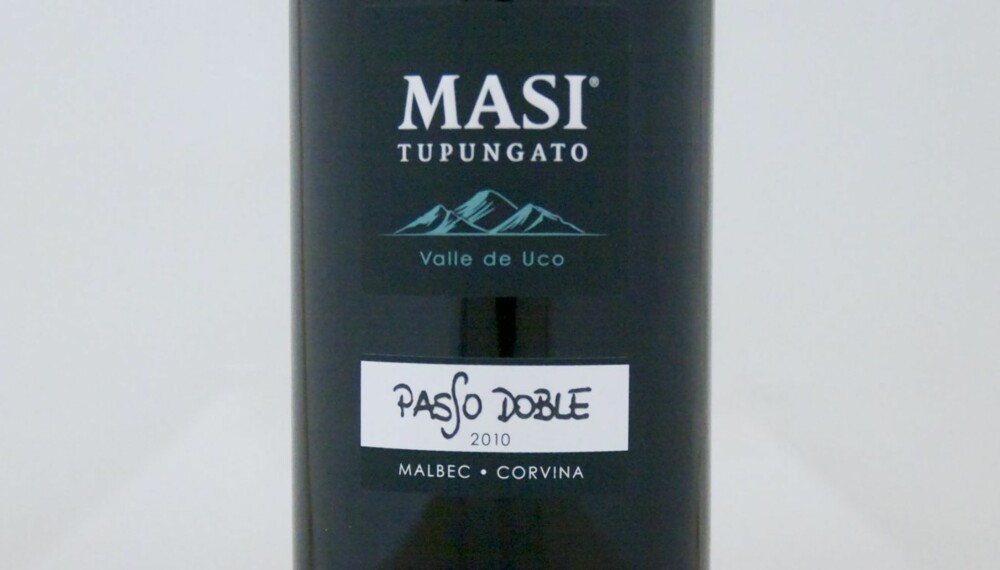 MASI®
TUPUNGATO
Valle de Uco
PASSO DOBLE
2010
MALBEC • CORVINA